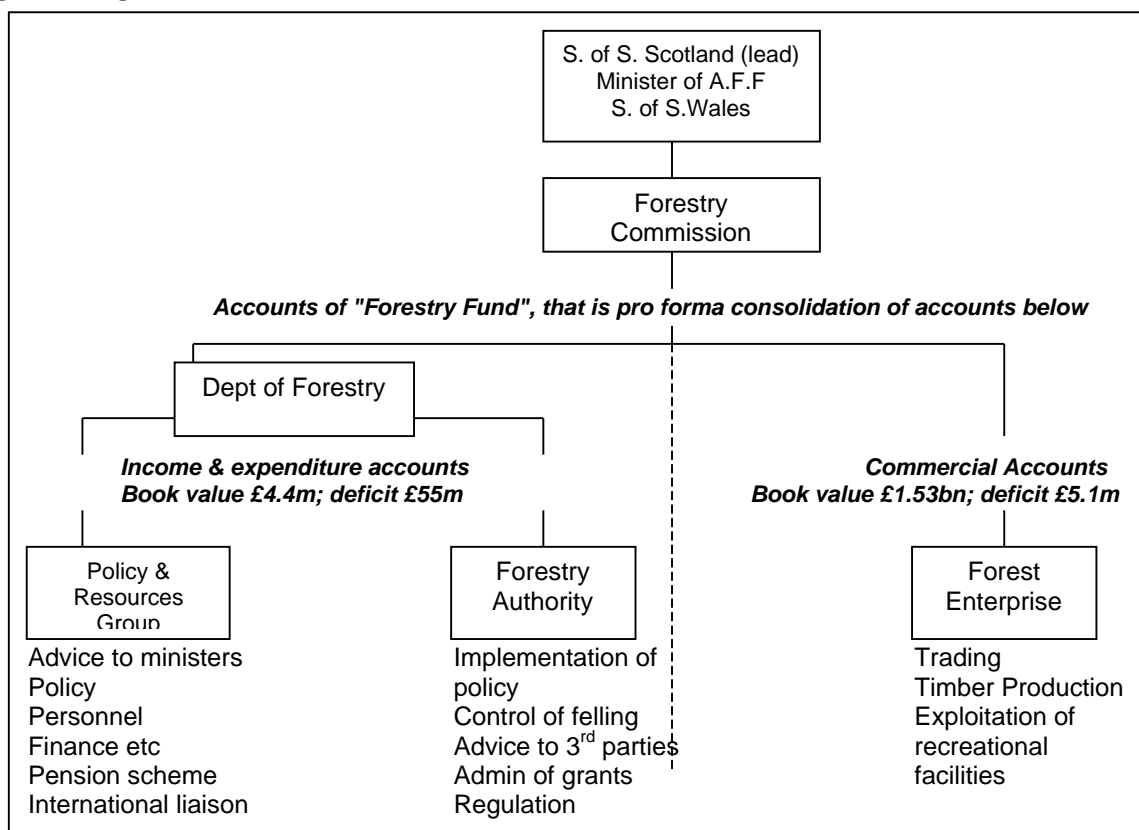 S. of S. Scotland (lead)
Minister of A.F.F
S. of S.Wales
Forestry
Commission
Accounts of "Forestry Fund", that is pro forma consolidation of accounts below
Dept of Forestry
Income & expenditure accounts
Book value £4.4m; deficit £55m
Commercial Accounts
Book value £1.53bn; deficit £5.1m
Policy &
Resources
Group
Advice to ministers
Policy
Personnel
Finance etc
Pension scheme
International liaison
Forestry
Authority
Implementation of
policy
Control of felling
Advice to 3rd parties
Admin of grants
Regulation
Forest
Enterprise
Trading
Timber Production
Exploitation of
recreational
facilities